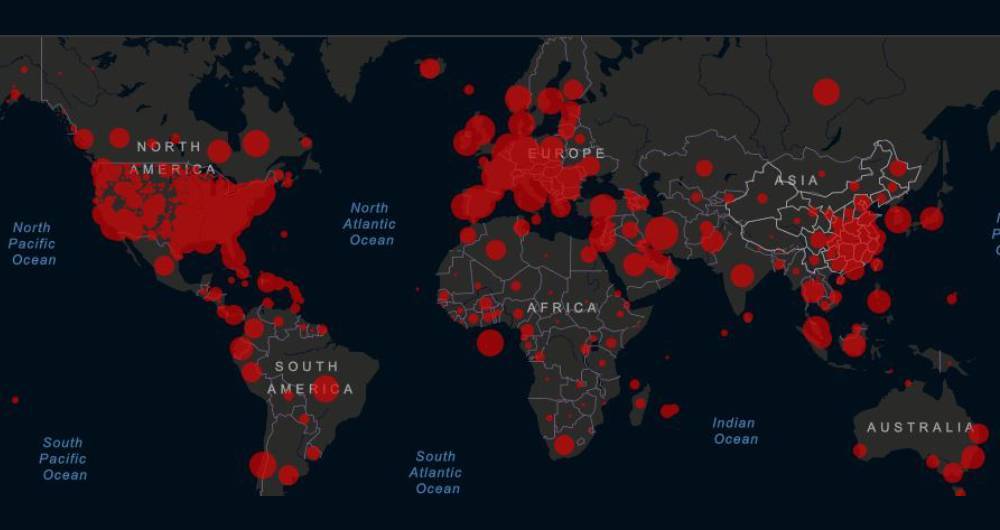 NORTH
AMERICA
EUROPE
ASIA
North
Pacific
Ocean
North
Atlantic
Ocean
AFRICA
SOUTH
AMERICA
AUSTRALIA
Indian
Ocean
South
Pacific
Ocean
South
Atlantic
Ocean